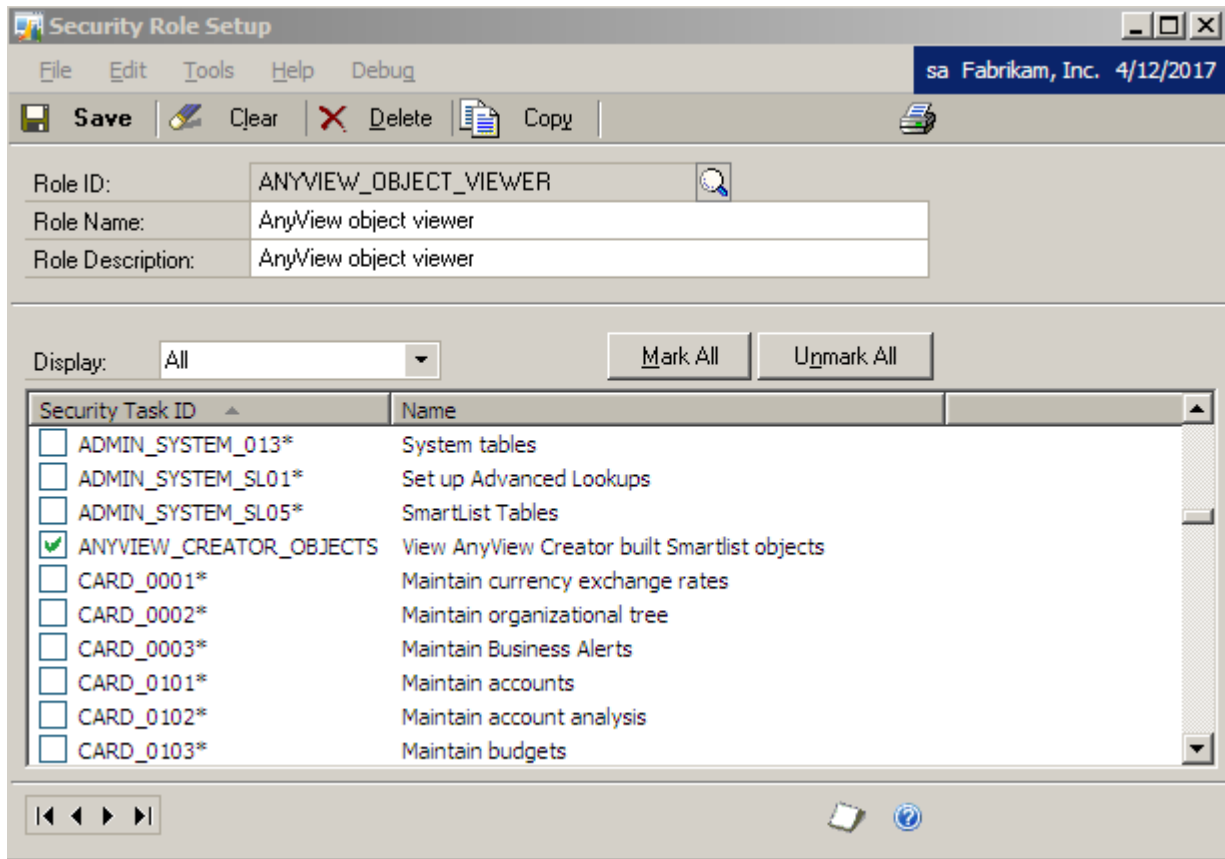 Security Role Setup
File Edit Tools Help Debug sa Fabrikam, Inc. 4/12/2017
Save Clear Delete Copy
Role ID: ANYVIEW_OBJECT_VIEWER
Role Name: AnyView object viewer
Role Description: AnyView object viewer
Display: All Mark All Unmark All
Security Task ID Name
ADMIN_SYSTEM_013* System tables
ADMIN_SYSTEM_SL01* Set up Advanced Lookups
ADMIN_SYSTEM_SL05* SmartList Tables
ANYVIEW_CREATOR_OBJECTS View AnyView Creator built Smartlist objects
CARD_0001* Maintain currency exchange rates
CARD_0002* Maintain organizational tree
CARD_0003* Maintain Business Alerts
CARD_0101* Maintain accounts
CARD_0102* Maintain account analysis
CARD_0103* Maintain budgets